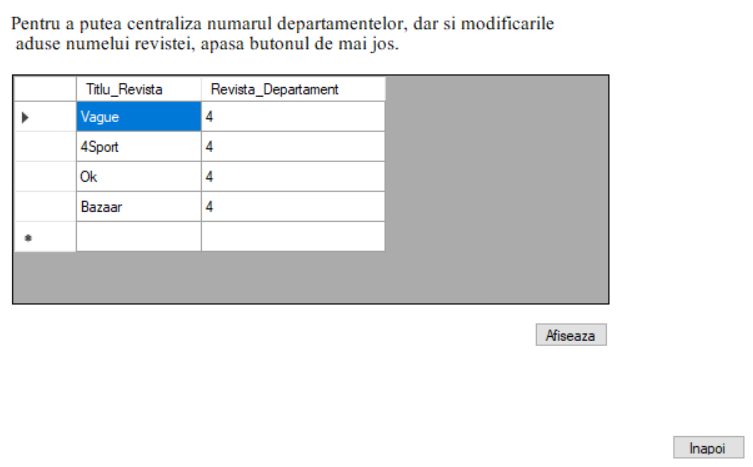 Pentru a putea centraliza numarul departamentelor, dar si modificarile
aduse numelui revistei, apasa butonul de mai jos.
Titlu_Revista Revista_Departament
Vague 4
4Sport 4
Ok 4
Bazaar 4
Afiseaza
Inapoi